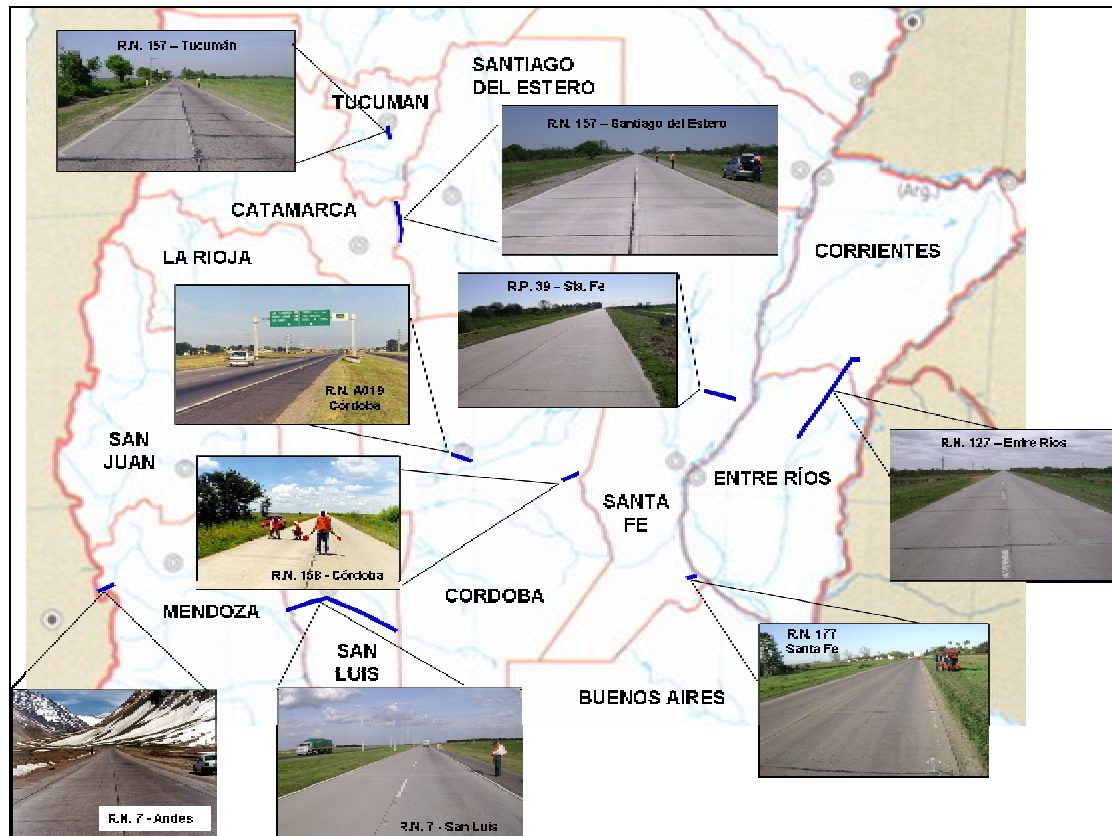 R.N. 157 – Tucumán
SANTIAGO
DEL ESTERO
TUCUMAN
R.N. 157 – Santiago del Estero
(Arg.)
CATAMARCA
CORRIENTES
LA RIOJA
R.P. 39 – Sta. Fe
R.N. A019
Córdoba
SAN
JUAN
R.N. 127 – Entre Ríos
ENTRE RÍOS
SANTA
FE
R.N. 158 - Córdoba
MENDOZA
CORDOBA
R.N. 177
Santa Fe
SAN
LUIS
BUENOS AIRES
R.N. 7 - Andes
R.N. 7 - San Luis